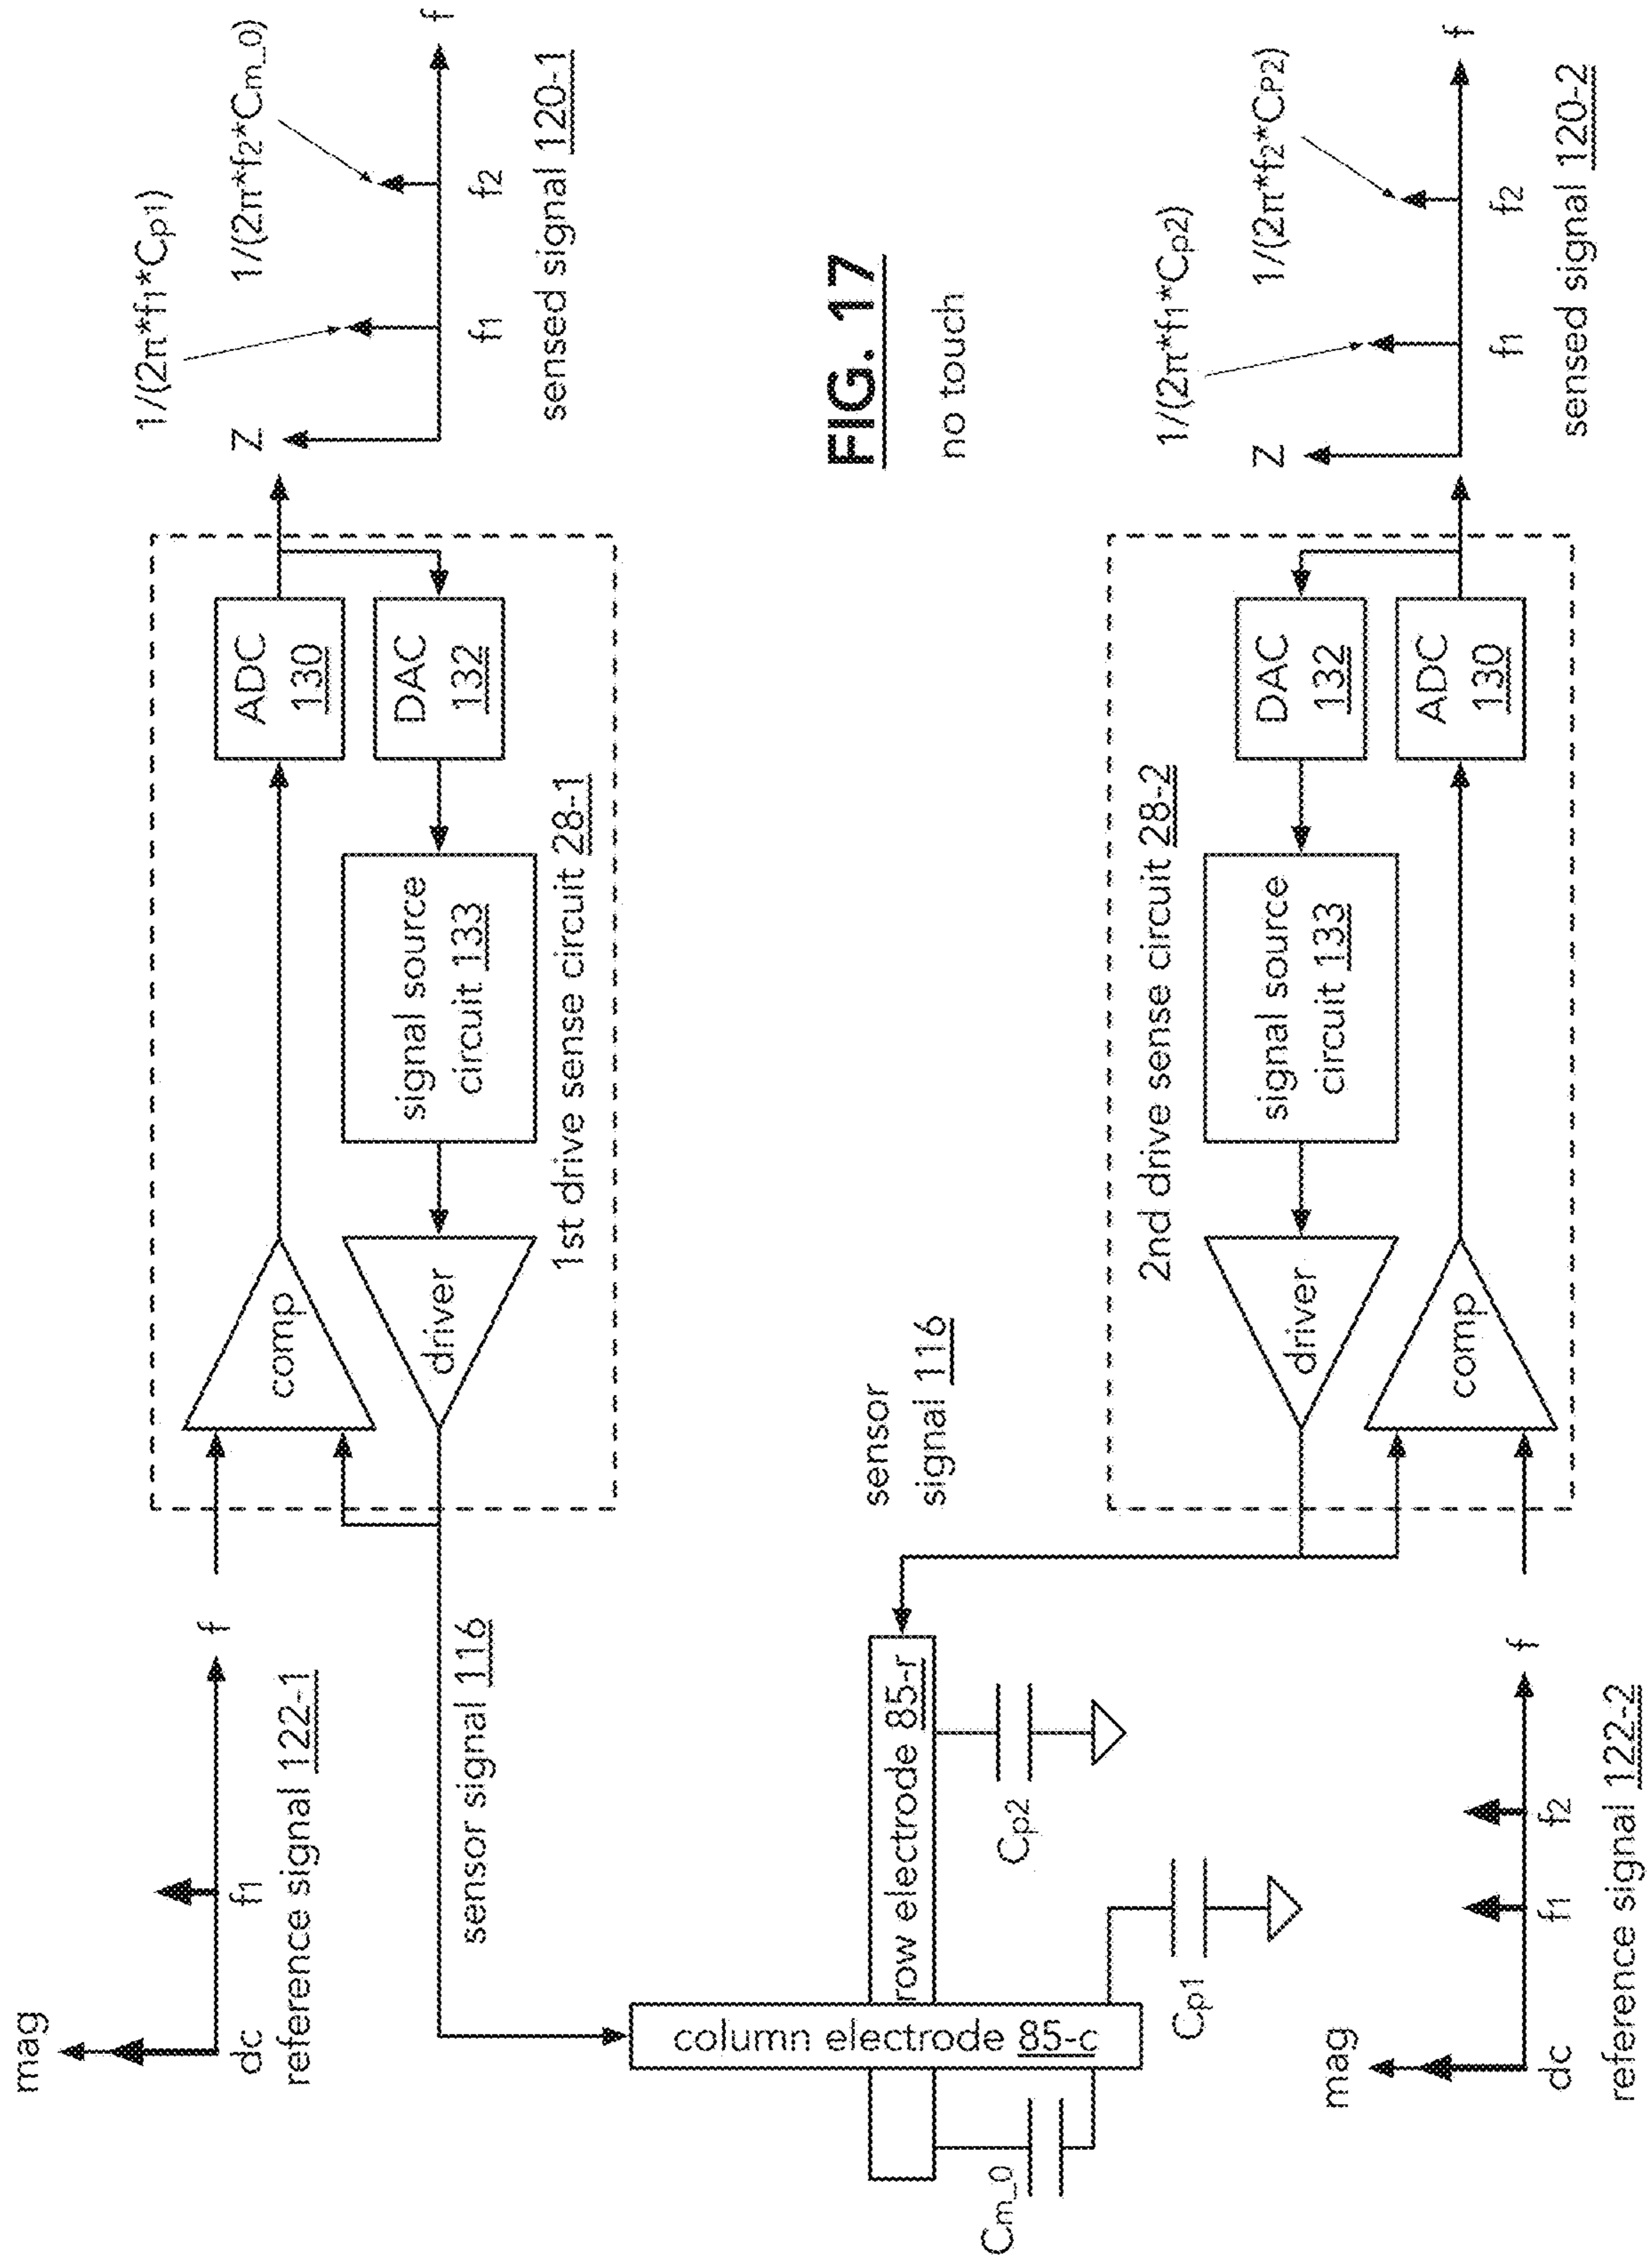 mag
dc
f1
f
reference signal 122-1
comp
ADC
130
DAC
132
signal source
circuit 133
driver
1st drive sense circuit 28-1
Z
1/(2π*f1*Cp1)
1/(2π*f2*Cm_0)
f1
f2
f
sensed signal 120-1
sensor signal 116
FIG. 17
no touch
column electrode 85-c
row electrode 85-r
Cm_0
Cp1
Cp2
sensor
signal 116
2nd drive sense circuit 28-2
driver
signal source
circuit 133
DAC
132
comp
ADC
130
mag
dc
f1
f2
f
reference signal 122-2
Z
1/(2π*f1*Cp2)
1/(2π*f2*CP2)
f1
f2
f
sensed signal 120-2